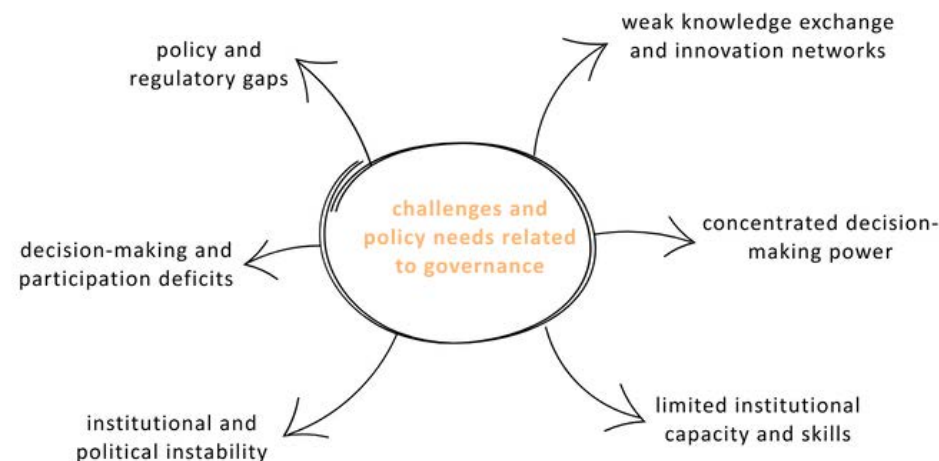 weak knowledge exchange
and innovation networks
policy and
regulatory gaps
challenges and
policy needs related
to governance
concentrated decision-
making power
decision-making and
participation deficits
limited institutional
capacity and skills
institutional and
political instability